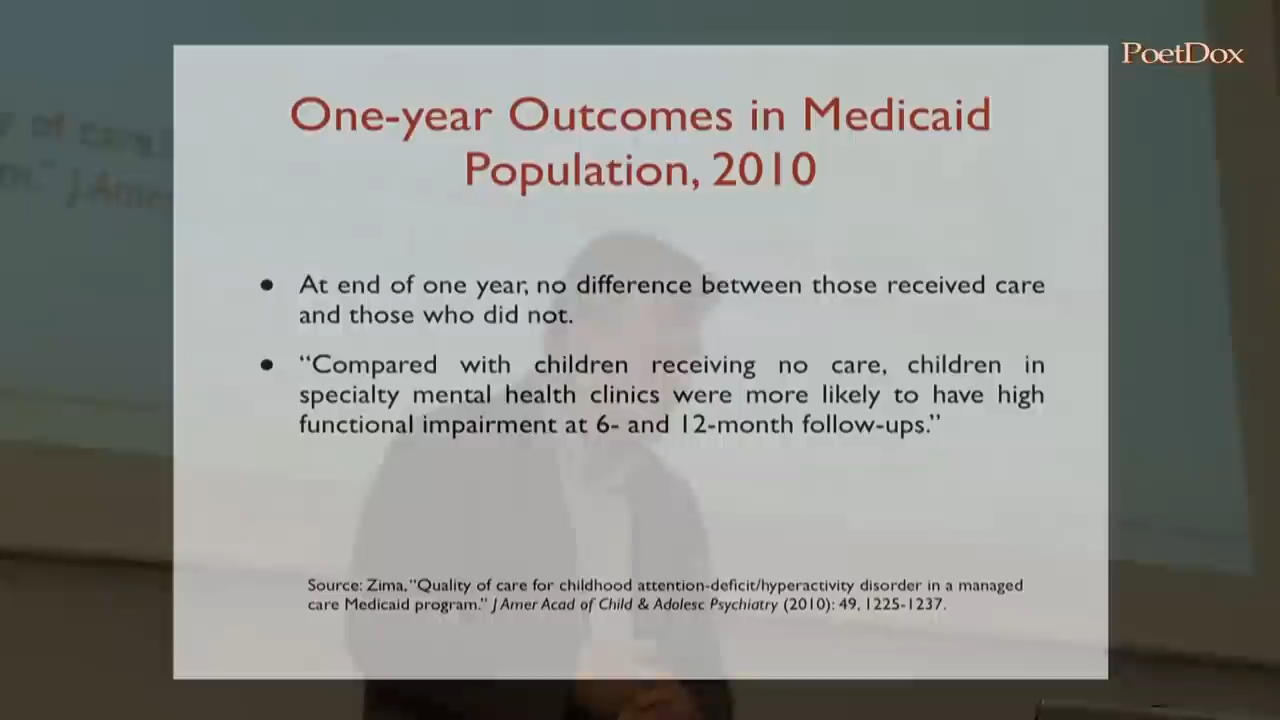 PoetDox
One-year Outcomes in Medicaid
Population, 2010
• At end of one year, no difference between those received care
and those who did not.
• “Compared with children receiving no care, children in
specialty mental health clinics were more likely to have high
functional impairment at 6- and 12-month follow-ups.”
Source: Zima, “Quality of care for childhood attention-deficit/hyperactivity disorder in a managed
care Medicaid program.” J Amer Acad of Child & Adolesc Psychiatry (2010): 49, 1225-1237.
of care
J Amer